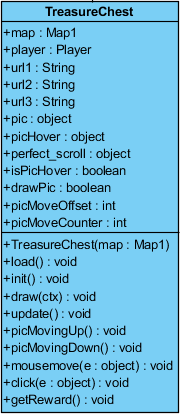 TreasureChest
+map : Map1
+player : Player
+url1 : String
+url2 : String
+url3 : String
+pic : object
+picHover : object
+perfect_scroll : object
+isPicHover : boolean
+drawPic : boolean
+picMoveOffset : int
+picMoveCounter : int
+TreasureChest(map : Map1)
+load() : void
+init() : void
+draw(ctx) : void
+update() : void
+picMovingUp() : void
+picMovingDown() : void
+mousemove(e : object) : void
+click(e : object) : void
+getReward() : void